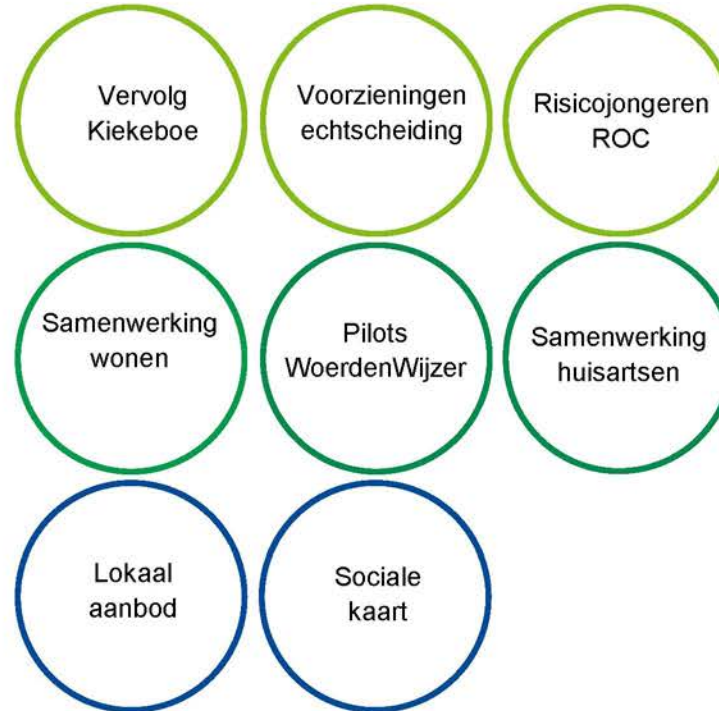 Vervolg
Kiekeboe
Voorzieningen
echtscheiding
Risicojongeren
ROC
Samenwerking
wonen
Pilots
WoerdenWijzer
Samenwerking
huisartsen
Lokaal
aanbod
Sociale
kaart